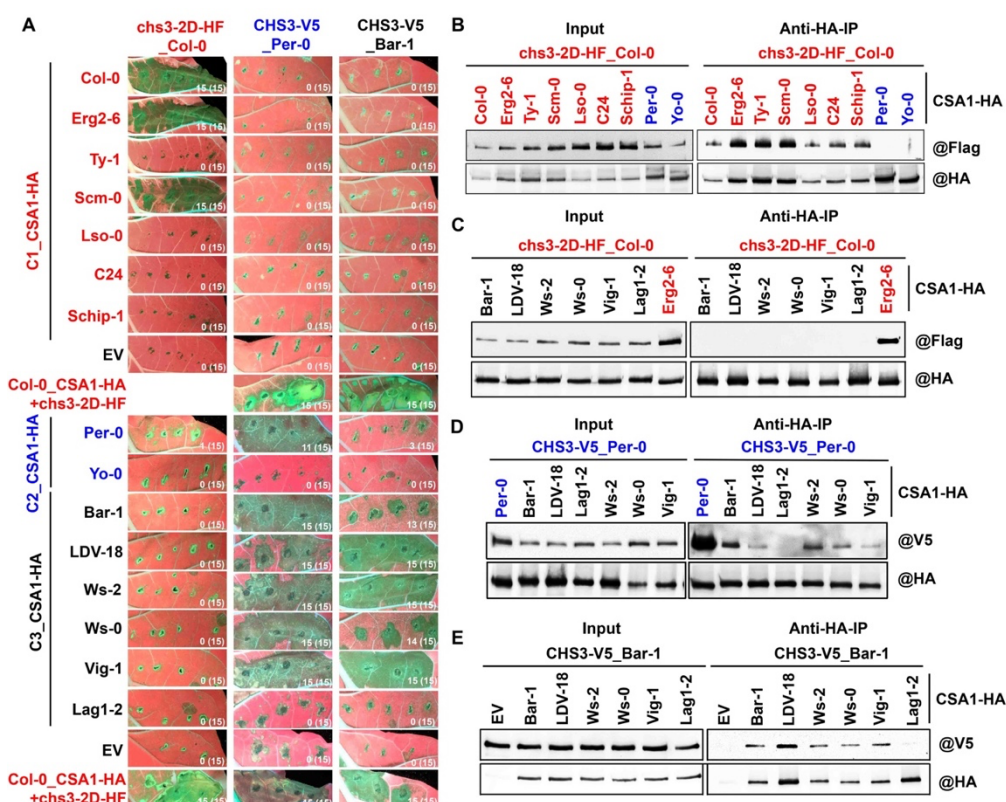 A
chs3-2D-HF _Col-0
CHS3-V5 _Per-0
CHS3-V5 _Bar-1
C1_CSA1-HA
Col-0 15 (15) 0 (15) 0 (15)
Erg2-6 15 (15) 0 (15) 0 (15)
Ty-1 0 (15) 0 (15) 0 (15)
Scm-0 15 (15) 0 (15) 0 (15)
Lso-0 0 (15) 0 (15) 0 (15)
C24 0 (15) 0 (15) 0 (15)
Schip-1 0 (15) 0 (15) 0 (15)
EV 0 (15) 0 (15) 0 (15)
Col-0_CSA1-HA
+chs3-2D-HF 15 (15) 15 (15)
C2_CSA1-HA
Per-0 1 (15) 11 (15) 3 (15)
Yo-0 0 (15) 0 (15) 0 (15)
C3_CSA1-HA
Bar-1 0 (15) 15 (15) 13 (15)
LDV-18 0 (15) 15 (15) 15 (15)
Ws-2 0 (15) 15 (15) 15 (15)
Ws-0 0 (15) 15 (15) 14 (15)
Vig-1 0 (15) 15 (15) 15 (15)
Lag1-2 0 (15) 0 (15) 0 (15)
EV 0 (15) 0 (15) 0 (15)
Col-0_CSA1-HA
+chs3-2D-HF 15 (15) 15 (15) 15 (15)
B
Input Anti-HA-IP
chs3-2D-HF_Col-0 chs3-2D-HF_Col-0
Col-0 Erg2-6 Ty-1 Scm-0 Lso-0 C24 Schip-1 Per-0 Yo-0 Col-0 Erg2-6 Ty-1 Scm-0 Lso-0 C24 Schip-1 Per-0 Yo-0 CSA1-HA
@Flag
@HA
C
Input Anti-HA-IP
chs3-2D-HF_Col-0 chs3-2D-HF_Col-0
Bar-1 LDV-18 Ws-2 Ws-0 Vig-1 Lag1-2 Erg2-6 Bar-1 LDV-18 Ws-2 Ws-0 Vig-1 Lag1-2 Erg2-6 CSA1-HA
@Flag
@HA
D
Input Anti-HA-IP
CHS3-V5_Per-0 CHS3-V5_Per-0
Per-0 Bar-1 LDV-18 Lag1-2 Ws-2 Ws-0 Vig-1 Per-0 Bar-1 LDV-18 Lag1-2 Ws-2 Ws-0 Vig-1 CSA1-HA
@V5
@HA
E
Input Anti-HA-IP
CHS3-V5_Bar-1 CHS3-V5_Bar-1
EV Bar-1 LDV-18 Ws-2 Ws-0 Vig-1 Lag1-2 EV Bar-1 LDV-18 Ws-2 Ws-0 Vig-1 Lag1-2 CSA1-HA
@V5
@HA